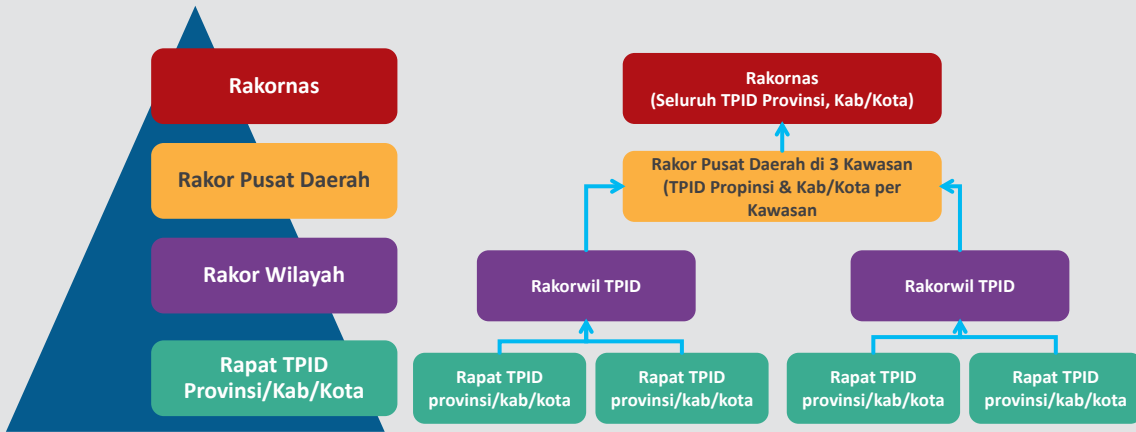 Rakornas
Rakor Pusat Daerah
Rakor Wilayah
Rapat TPID
Provinsi/Kab/Kota
Rakornas
(Seluruh TPID Provinsi, Kab/Kota)
Rakor Pusat Daerah di 3 Kawasan
(TPID Propinsi & Kab/Kota per
Kawasan
Rakorwil TPID
Rakorwil TPID
Rapat TPID
provinsi/kab/kota
Rapat TPID
provinsi/kab/kota
Rapat TPID
provinsi/kab/kota
Rapat TPID
provinsi/kab/kota